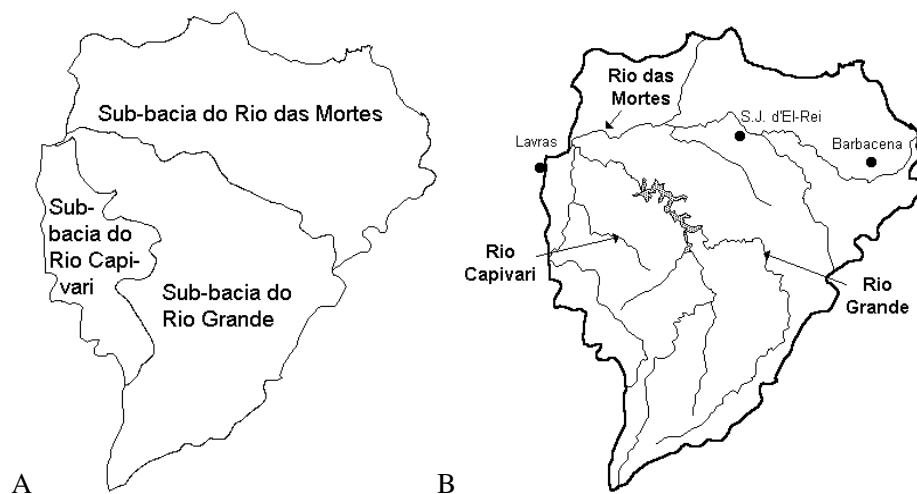 Sub-bacia do Rio das Mortes
Sub-
bacia do
Rio Capi-
vari
Sub-bacia do
Rio Grande
A
Rio das
Mortes
S.J. d'El-Rei
Lavras
Barbacena
Rio
Capivari
Rio
Grande
B